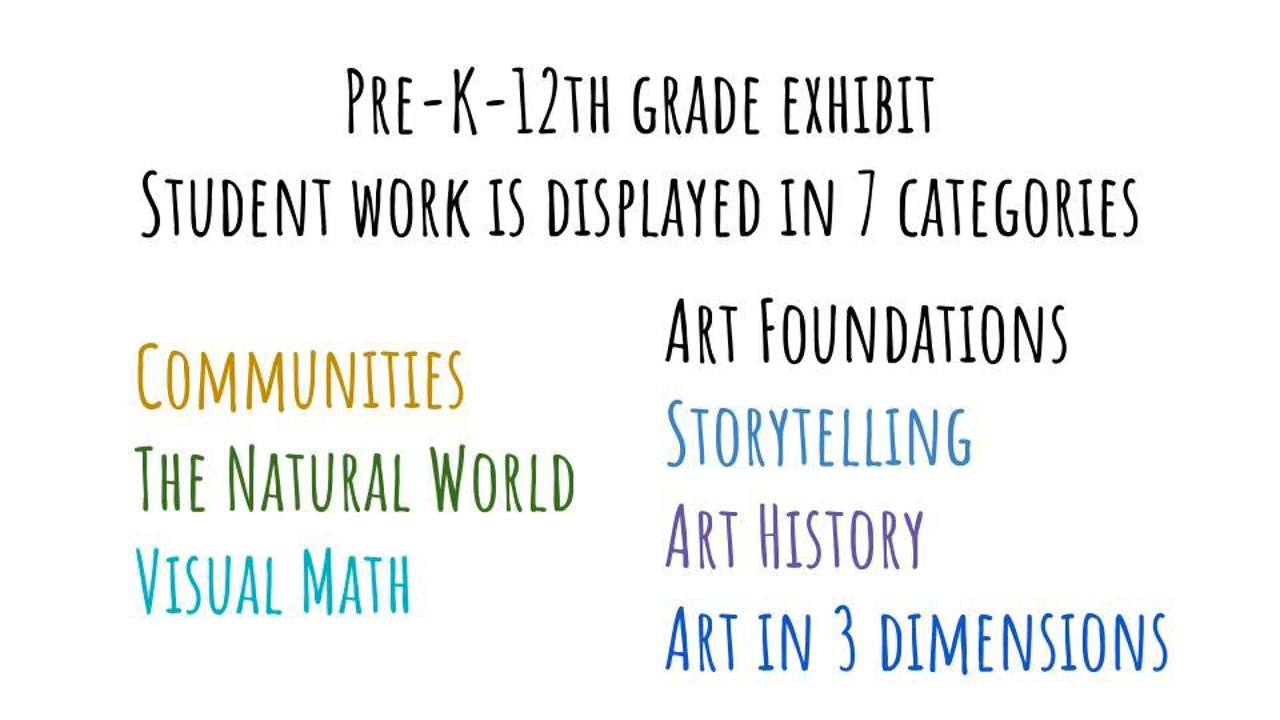 Pre-K-12th grade exhibit
Student work is displayed in 7 categories
Communities
The Natural World
Visual Math
Art Foundations
Storytelling
Art History
Art in 3 dimensions